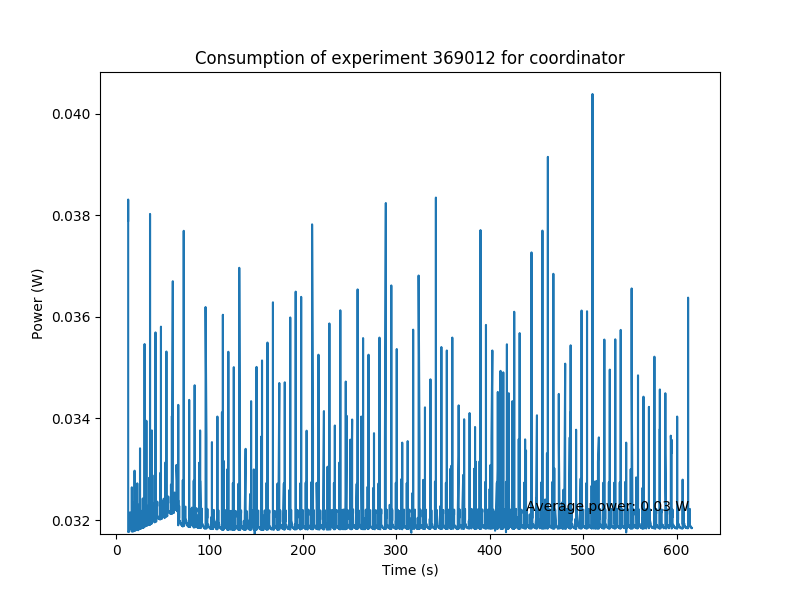 Consumption of experiment 369012 for coordinator
0.040
0.038
0.036
0.034
0.032
Power (W)
Average power: 0.03 W
0 100 200 300 400 500 600
Time (s)